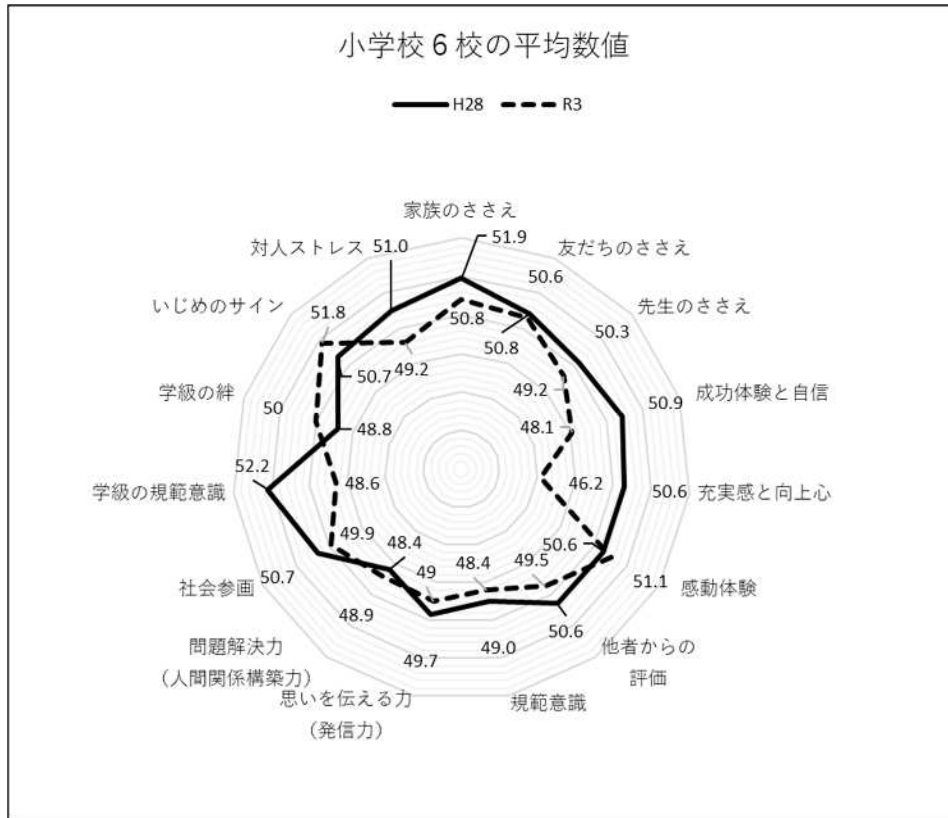 小学校6校の平均数値
H28 R3
家族のささえ
対人ストレス 51.0 51.9 友だちのささえ
50.6
いじめのサイン 51.8 50.8 50.3 先生のささえ
50.7 49.2 50.8 49.2
学級の絆 50 48.8 48.1 50.9 成功体験と自信
52.2
学級の規範意識 48.6 46.2 50.6 充実感と向上心
49.9 48.4 48.4 49.5 50.6
社会参画 50.7 49 51.1 感動体験
問題解決力 48.9 50.6 他者からの
(人間関係構築力) 49.7 49.0 評価
思いを伝える力 規範意識
(発信力)